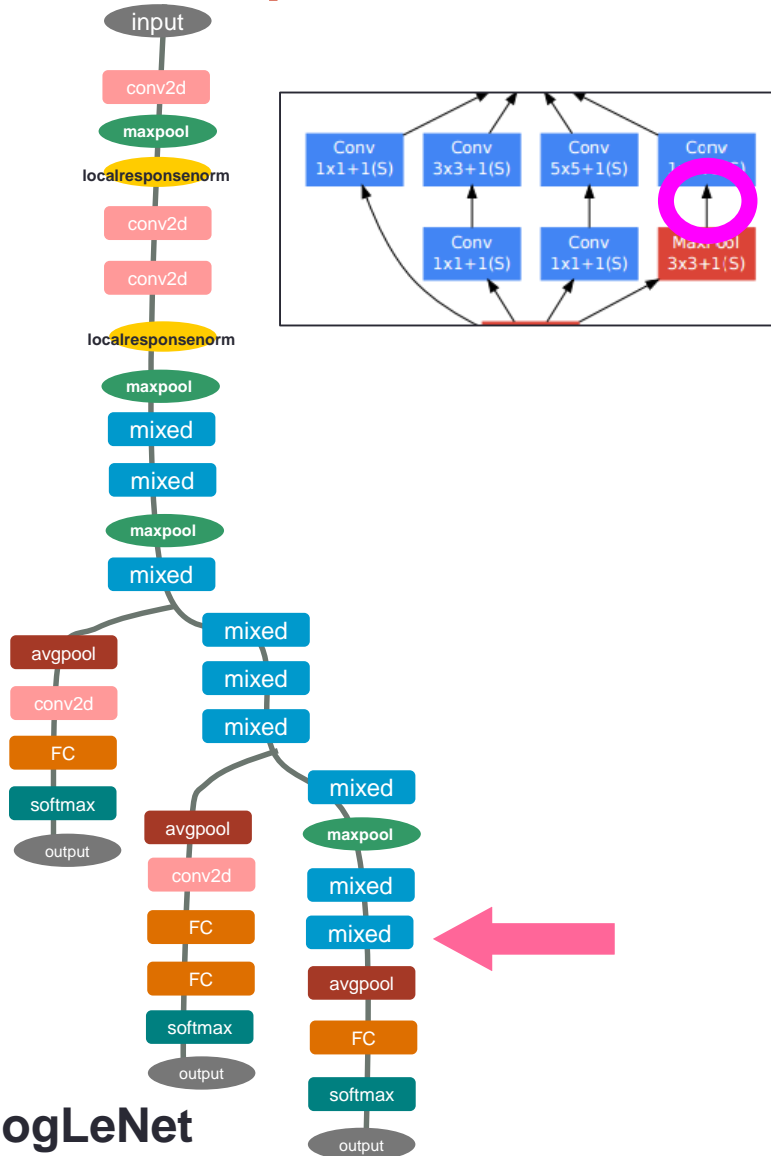 input
conv2d
maxpool
localresponsenorm
conv2d
conv2d
localresponsenorm
maxpool
mixed
mixed
maxpool
mixed
avgpool
conv2d
FC
softmax
output
mixed
mixed
mixed
avgpool
conv2d
FC
FC
softmax
output
mixed
maxpool
mixed
mixed
avgpool
FC
softmax
output
Conv
1x1+1(S)
Conv
3x3+1(S)
Conv
5x5+1(S)
Conv
Conv
1x1+1(S)
Conv
1x1+1(S)
MaxPool
3x3+1(S)
ogLeNet